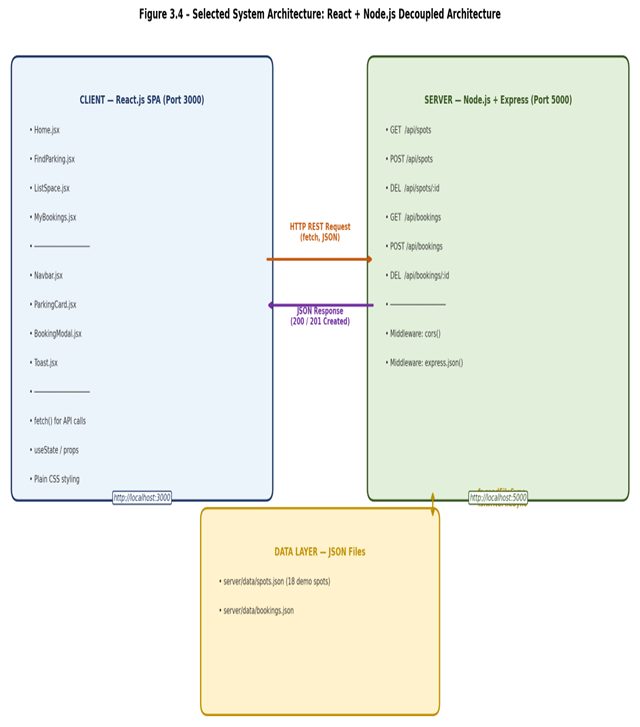 Figure 3.4 – Selected System Architecture: React + Node.js Decoupled Architecture
CLIENT — React.js SPA (Port 3000)
• Home.jsx
• FindParking.jsx
• ListSpace.jsx
• MyBookings.jsx
• ──────────────
• Navbar.jsx
• ParkingCard.jsx
• BookingModal.jsx
• Toast.jsx
• ──────────────
• fetch() for API calls
• useState / props
• Plain CSS styling
http://localhost:3000
HTTP REST Request
(fetch, JSON)
JSON Response
(200 / 201 Created)
SERVER — Node.js + Express (Port 5000)
• GET  /api/spots
• POST /api/spots
• DEL  /api/spots/:id
• GET  /api/bookings
• POST /api/bookings
• DEL  /api/bookings/:id
• ──────────────
• Middleware: cors()
• Middleware: express.json()
http://localhost:5000
DATA LAYER — JSON Files
• server/data/spots.json (18 demo spots)
• server/data/bookings.json